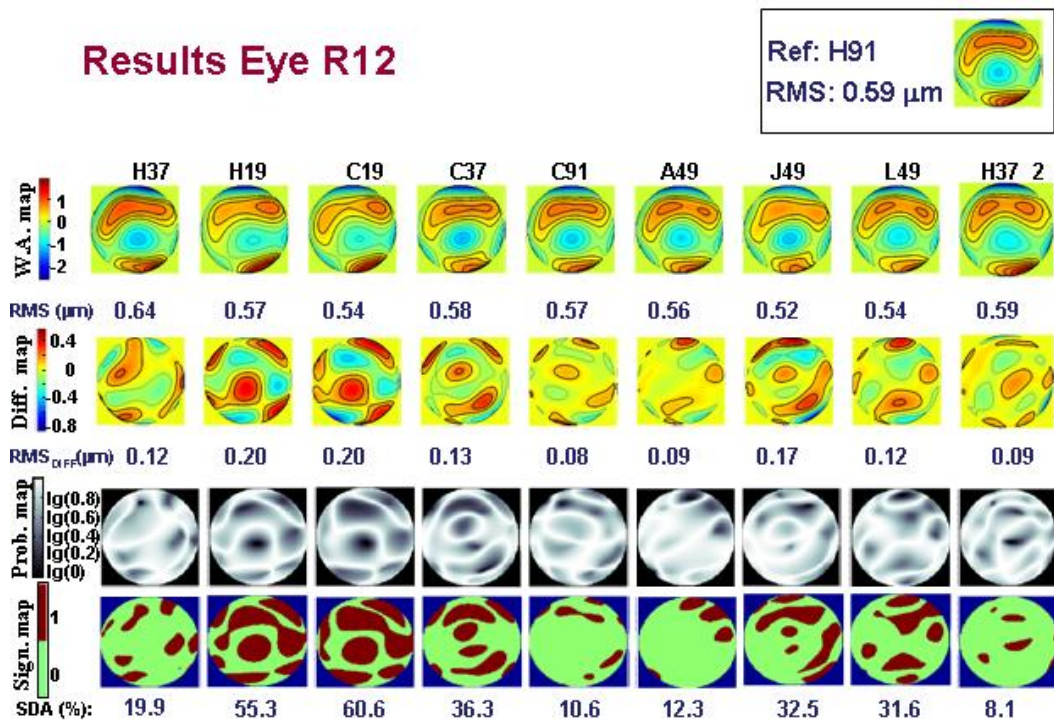 Results Eye R12
Ref: H91
RMS: 0.59 μm
H37 H19 C19 C37 C91 A49 J49 L49 H37_2
W.A. map
1
0
-1
-2
RMS (μm) 0.64 0.57 0.54 0.58 0.57 0.56 0.52 0.54 0.59
Diff. map
0.4
0
-0.4
-0.8
RMS DIFF(μm) 0.12 0.20 0.20 0.13 0.08 0.09 0.17 0.12 0.09
Prob. map
lg(0.8)
lg(0.6)
lg(0.4)
lg(0.2)
lg(0)
Sign. map
1
0
SDA (%): 19.9 55.3 60.6 36.3 10.6 12.3 32.5 31.6 8.1